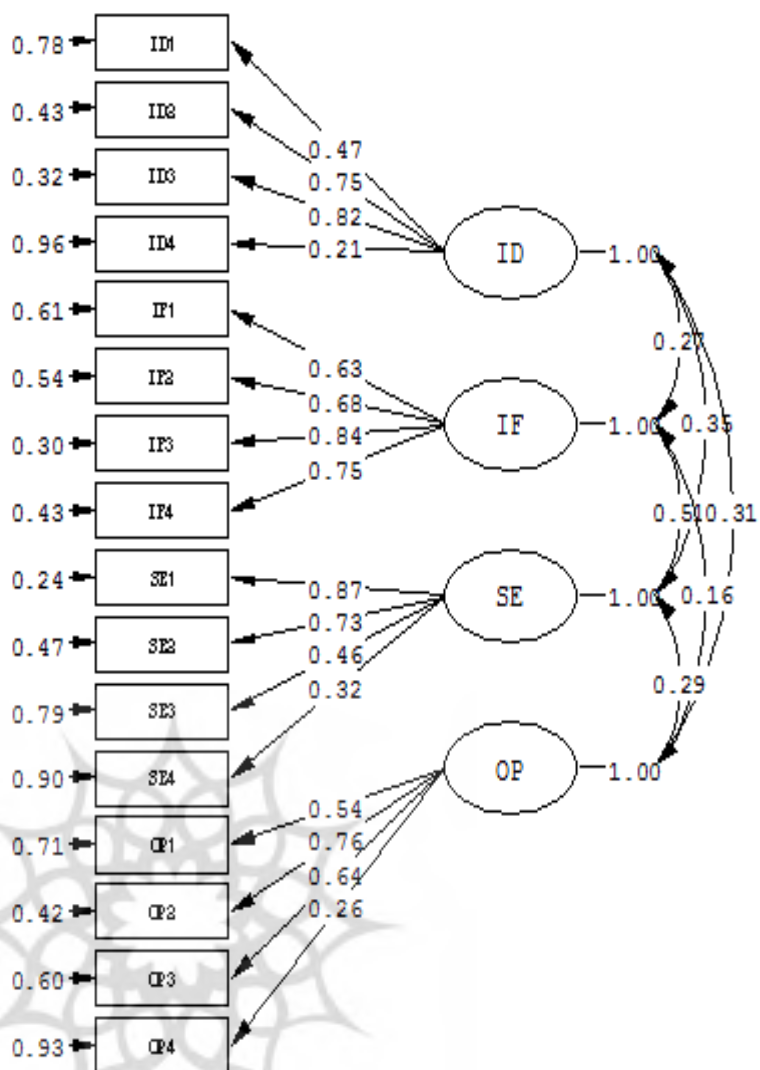 0.78 ID1
0.43 ID2
0.47
0.32 ID3
0.75
0.82
0.96 ID4
0.21
ID 1.00
0.61 IF1
0.27
0.63
0.54 IF2
0.68
IF 1.00 0.35
0.30 IF3
0.84
0.75
0.43 IF4
0.51 0.31
0.24 SE1
0.87
SE 1.00 0.16
0.73
0.47 SE2
0.46
0.32
0.29
0.79 SE3
0.90 SE4
OP 1.00
0.54
0.71 OP1
0.76
0.64
0.42 OP2
0.26
0.60 OP3
0.93 OP4